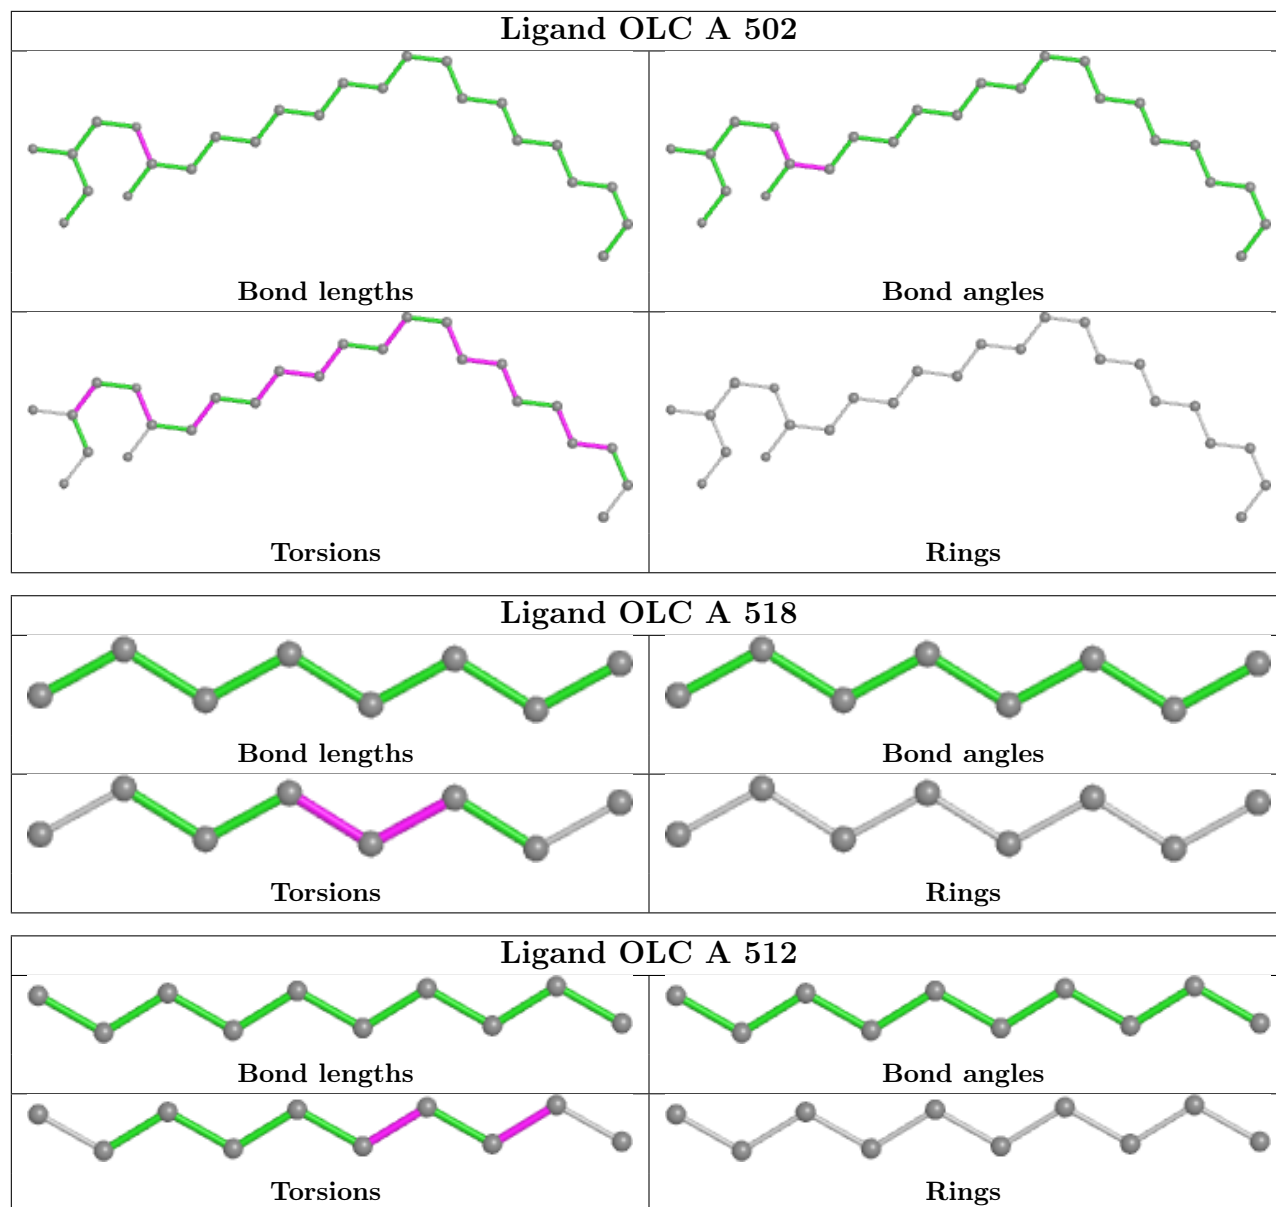 Ligand OLC A 502
Bond lengths
Bond angles
Torsions
Rings
Ligand OLC A 518
Bond lengths
Bond angles
Torsions
Rings
Ligand OLC A 512
Bond lengths
Bond angles
Torsions
Rings